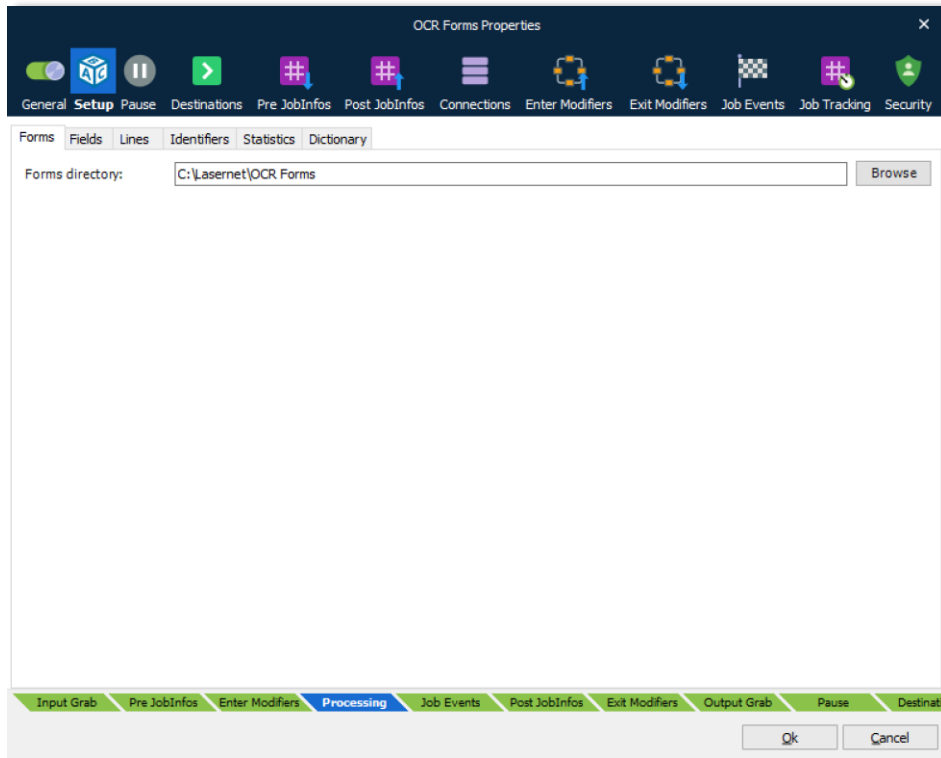 OCR Forms Properties
General Setup Pause Destinations Pre JobInfos Post JobInfos Connections Enter Modifiers Exit Modifiers Job Events Job Tracking Security
Forms Fields Lines Identifiers Statistics Dictionary
Forms directory: C:\Lasernet\OCR Forms Browse
Input Grab Pre JobInfos Enter Modifiers Processing Job Events Post JobInfos Exit Modifiers Output Grab Pause Destinat
Ok Cancel